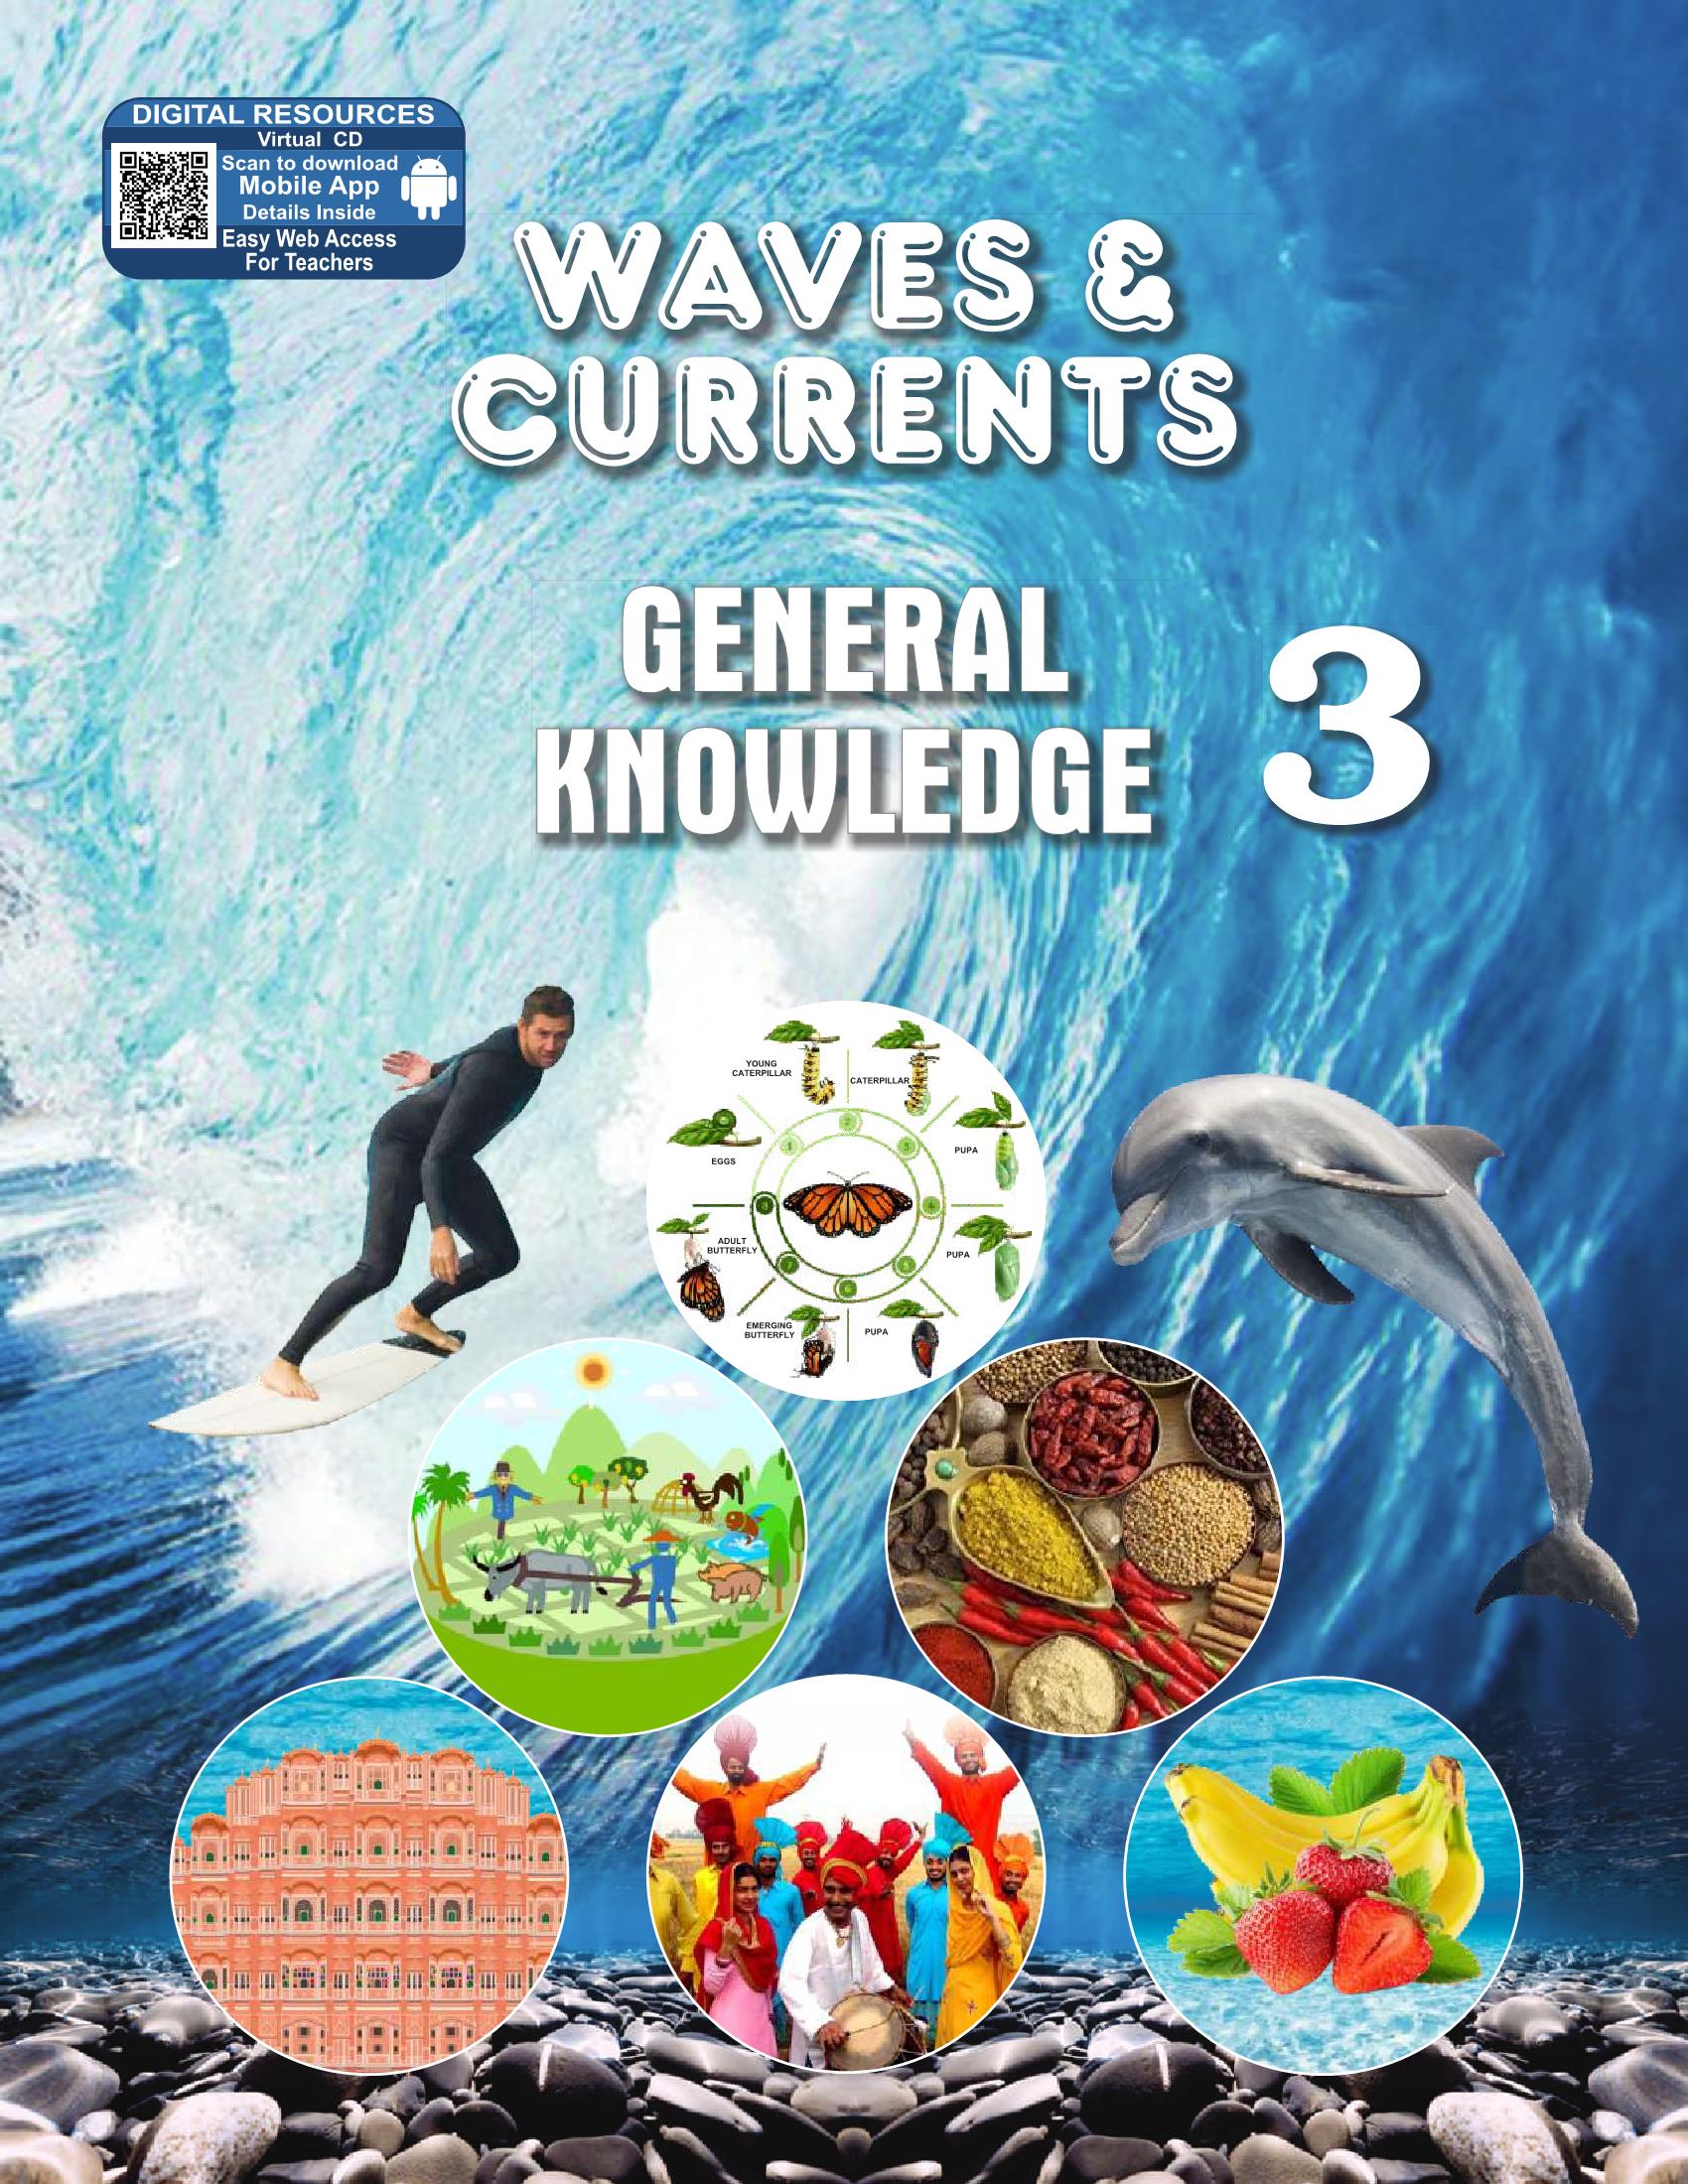 DIGITAL RESOURCES
Virtual CD
Scan to download
Mobile App
Details Inside
Easy Web Access
For Teachers
WAVES &
CURRENTS
GENERAL
KNOWLEDGE
3
YOUNG
CATERPILLAR
CATERPILLAR
EGGS
PUPA
ADULT
BUTTERFLY
PUPA
EMERGING
BUTTERFLY
PUPA